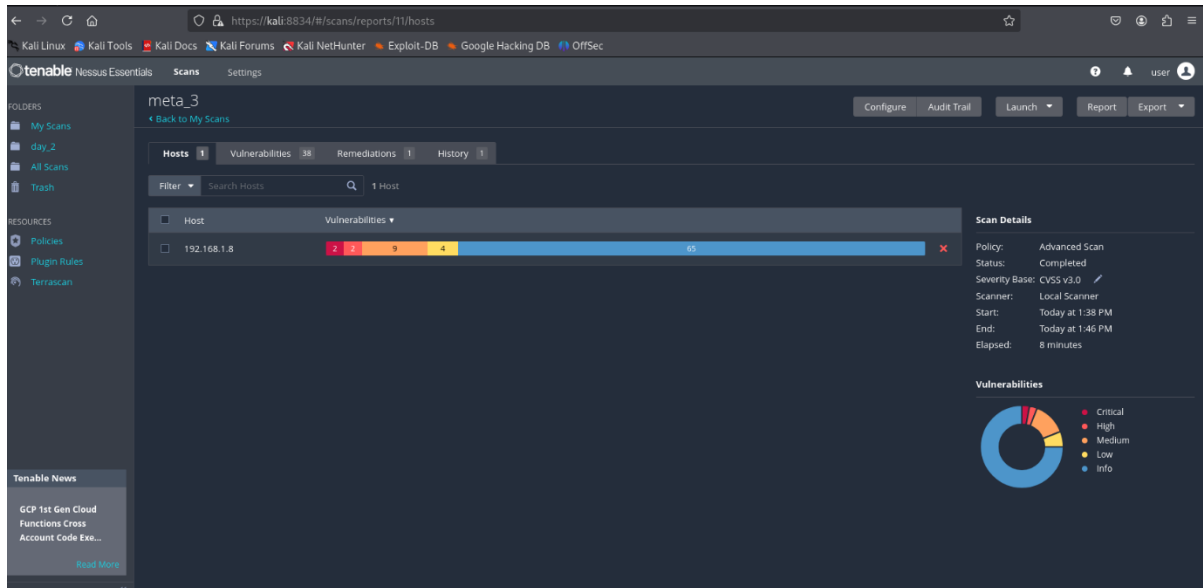 https://kali:8834/#/scans/reports/11/hosts
Kali Linux Kali Tools Kali Docs Kali Forums Kali NetHunter Exploit-DB Google Hacking DB OffSec
tenable Nessus Essentials Scans Settings user
FOLDERS
My Scans
day_2
All Scans
Trash
RESOURCES
Policies
Plugin Rules
Terrascan
Tenable News
GCP 1st Gen Cloud
Functions Cross
Account Code Exe...
Read More
meta_3
Back to My Scans
Configure Audit Trail Launch Report Export
Hosts 1 Vulnerabilities 38 Remediations 1 History 1
Filter Search Hosts 1 Host
Host Vulnerabilities
192.168.1.8 2 2 9 4 65
Scan Details
Policy: Advanced Scan
Status: Completed
Severity Base: CVSS v3.0
Scanner: Local Scanner
Start: Today at 1:38 PM
End: Today at 1:46 PM
Elapsed: 8 minutes
Vulnerabilities
Critical
High
Medium
Low
Info